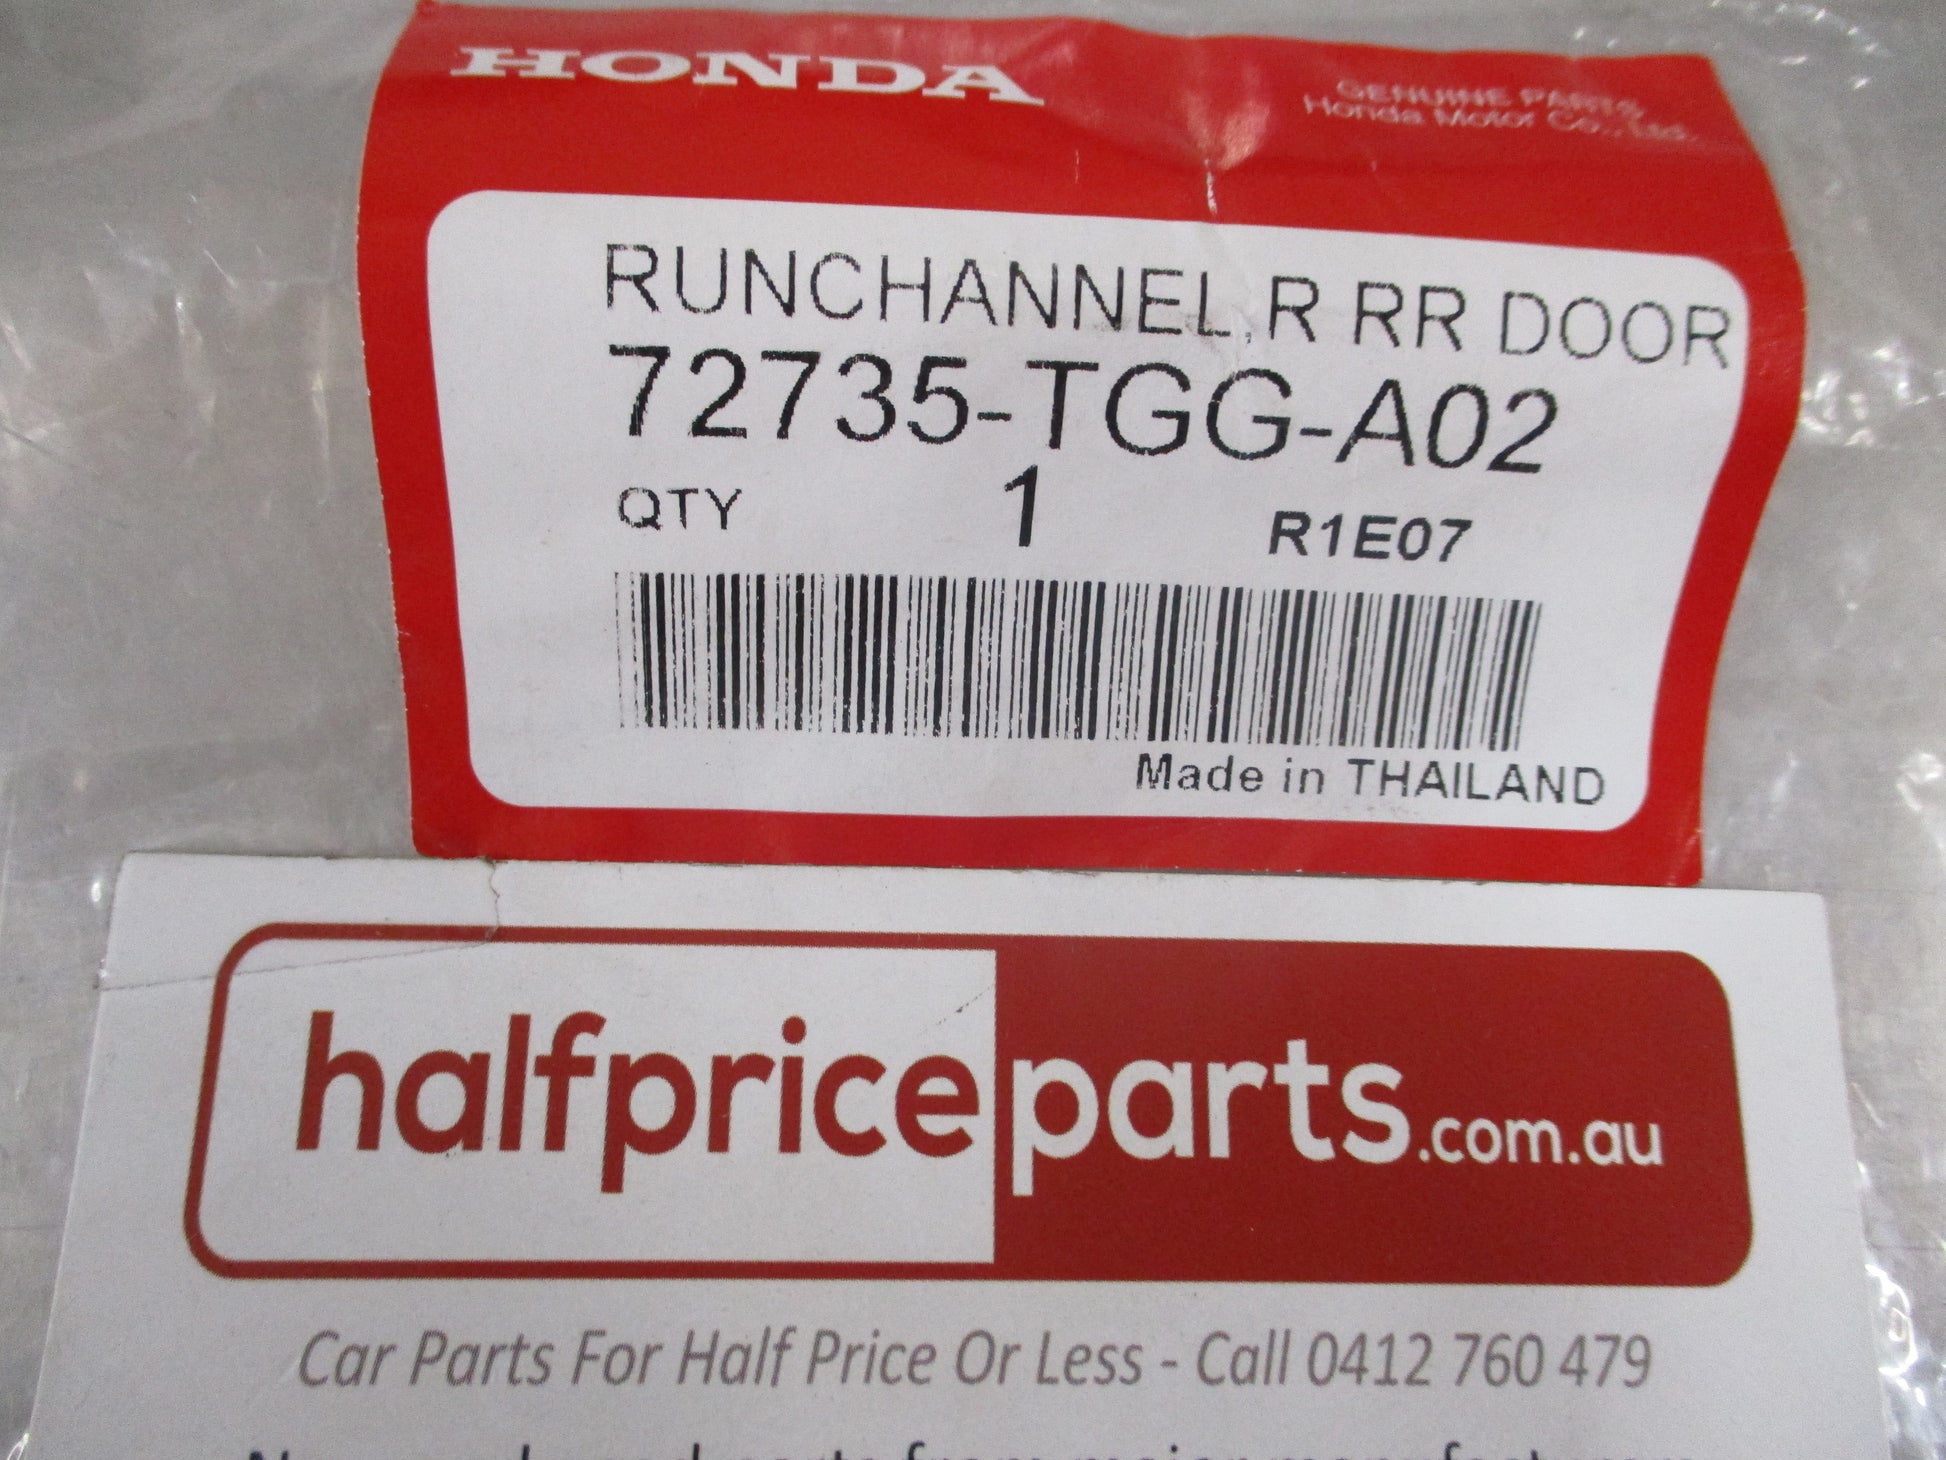 HONDA
GENUINE PARTS
Honda Motor Co., Ltd.
RUNCHANNEL,R RR DOOR
72735-TGG-A02
QTY 1 R1E07
Made in THAILAND
halfpriceparts.com.au
Car Parts For Half Price Or Less - Call 0412 760 479